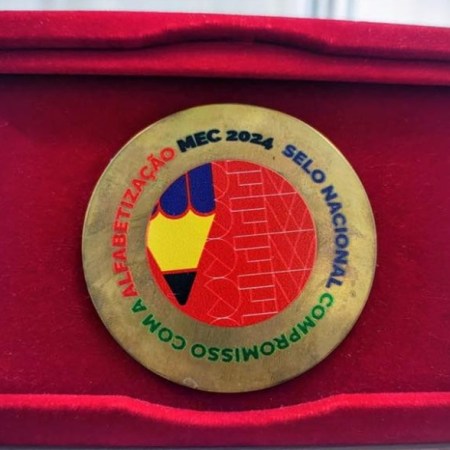 MEC 2024 SELO NACIONAL COMPROMISSO COM A ALFABETIZAÇÃO